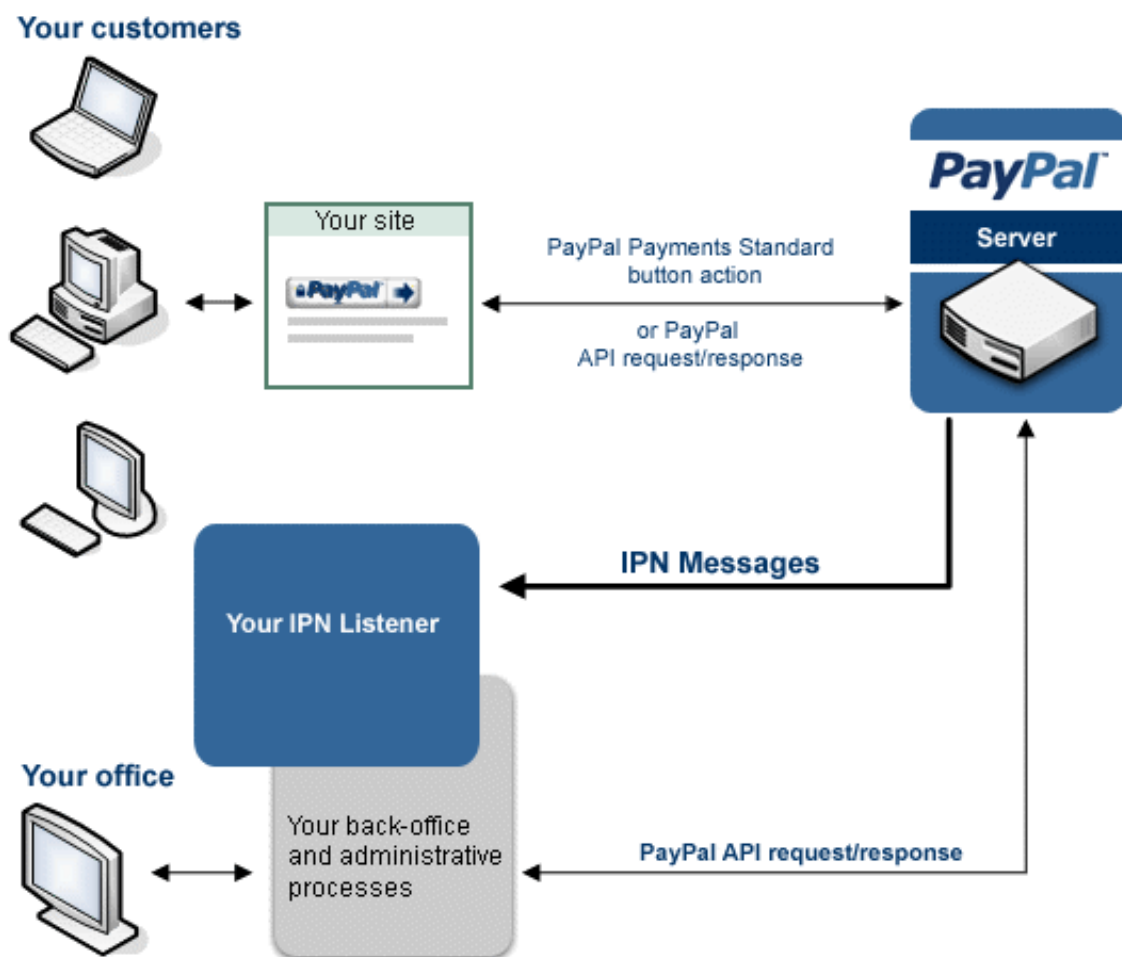 Your customers
PayPal™
Server
Your site
PayPal
PayPal Payments Standard
button action
or PayPal
API request/response
IPN Messages
Your IPN Listener
Your office
Your back-office
and administrative
processes
PayPal API request/response